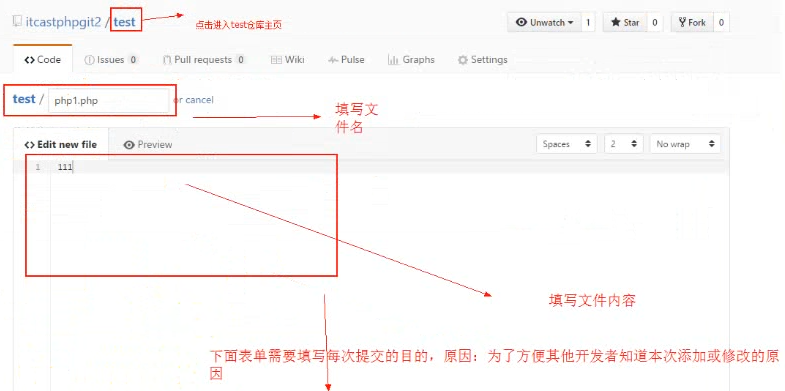 itcastphpgit2 / test 点击进入test仓库主页 Unwatch 1 Star 0 Fork 0
Code Issues 0 Pull requests 0 Wiki Pulse Graphs Settings
test / php1.php or cancel
填写文
件名
Edit new file Preview Spaces 2 No wrap
1 111
填写文件内容
下面表单需要填写每次提交的目的，原因：为了方便其他开发者知道本次添加或修改的原
因